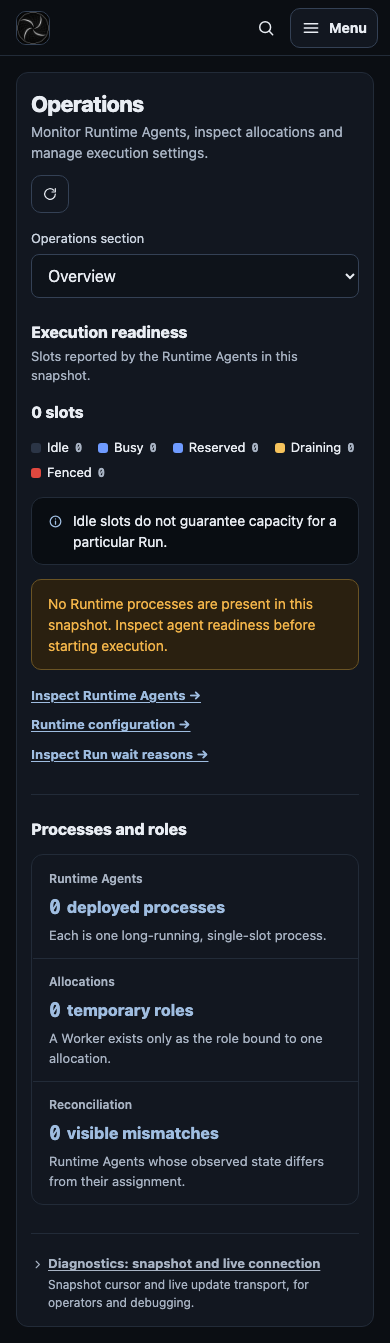 Menu
Operations
Monitor Runtime Agents, inspect allocations and
manage execution settings.
Operations section
Overview
Execution readiness
Slots reported by the Runtime Agents in this
snapshot.
0 slots
Idle 0 Busy 0 Reserved 0 Draining 0
Fenced 0
Idle slots do not guarantee capacity for a
particular Run.
No Runtime processes are present in this
snapshot. Inspect agent readiness before
starting execution.
Inspect Runtime Agents →
Runtime configuration →
Inspect Run wait reasons →
Processes and roles
Runtime Agents
0 deployed processes
Each is one long-running, single-slot process.
Allocations
0 temporary roles
A Worker exists only as the role bound to one
allocation.
Reconciliation
0 visible mismatches
Runtime Agents whose observed state differs
from their assignment.
Diagnostics: snapshot and live connection
Snapshot cursor and live update transport, for
operators and debugging.